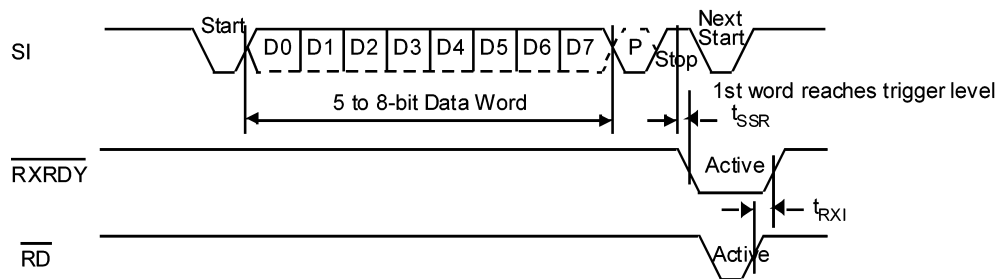 SI
Start
D0 D1 D2 D3 D4 D5 D6 D7 P
Stop
Next
Start
5 to 8-bit Data Word
1st word reaches trigger level
tSSR
RXRDY
Active
tRXI
RD
Active